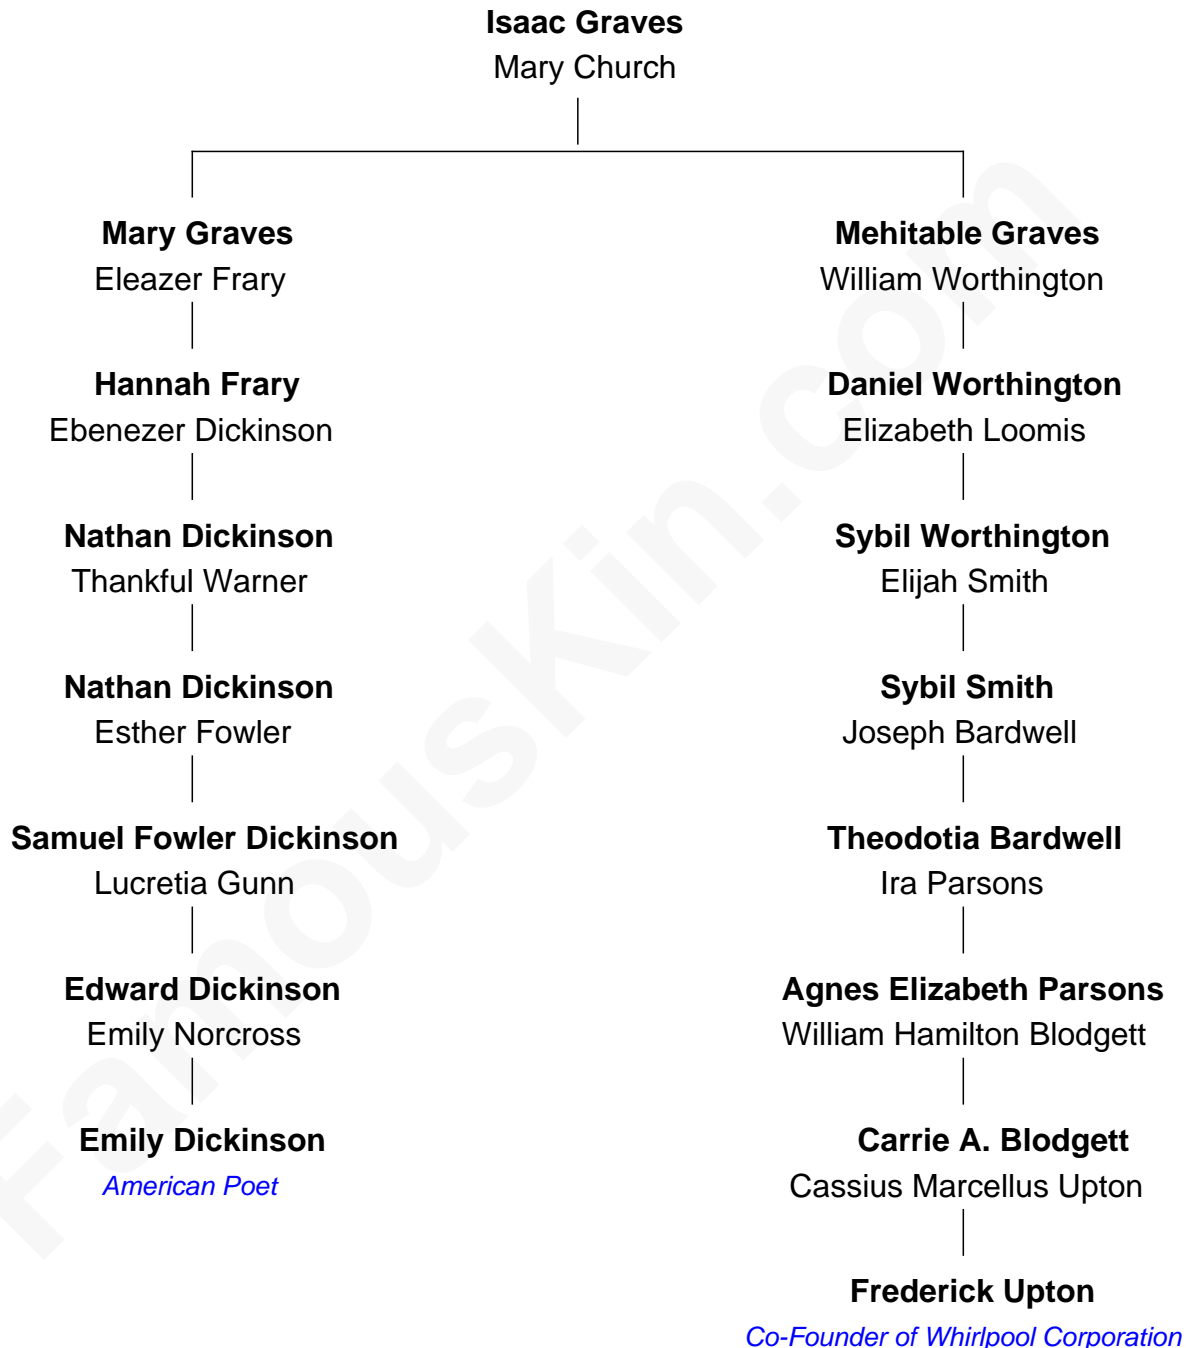 Isaac Graves
Mary Church
Mary Graves
Eleazer Frary
Mehitable Graves
William Worthington
Hannah Frary
Ebenezer Dickinson
Daniel Worthington
Elizabeth Loomis
Nathan Dickinson
Thankful Warner
Sybil Worthington
Elijah Smith
Nathan Dickinson
Esther Fowler
Sybil Smith
Joseph Bardwell
Samuel Fowler Dickinson
Lucretia Gunn
Theodotia Bardwell
Ira Parsons
Edward Dickinson
Emily Norcross
Agnes Elizabeth Parsons
William Hamilton Blodgett
Emily Dickinson
American Poet
Carrie A. Blodgett
Cassius Marcellus Upton
Frederick Upton
Co-Founder of Whirlpool Corporation
FamousKin.com